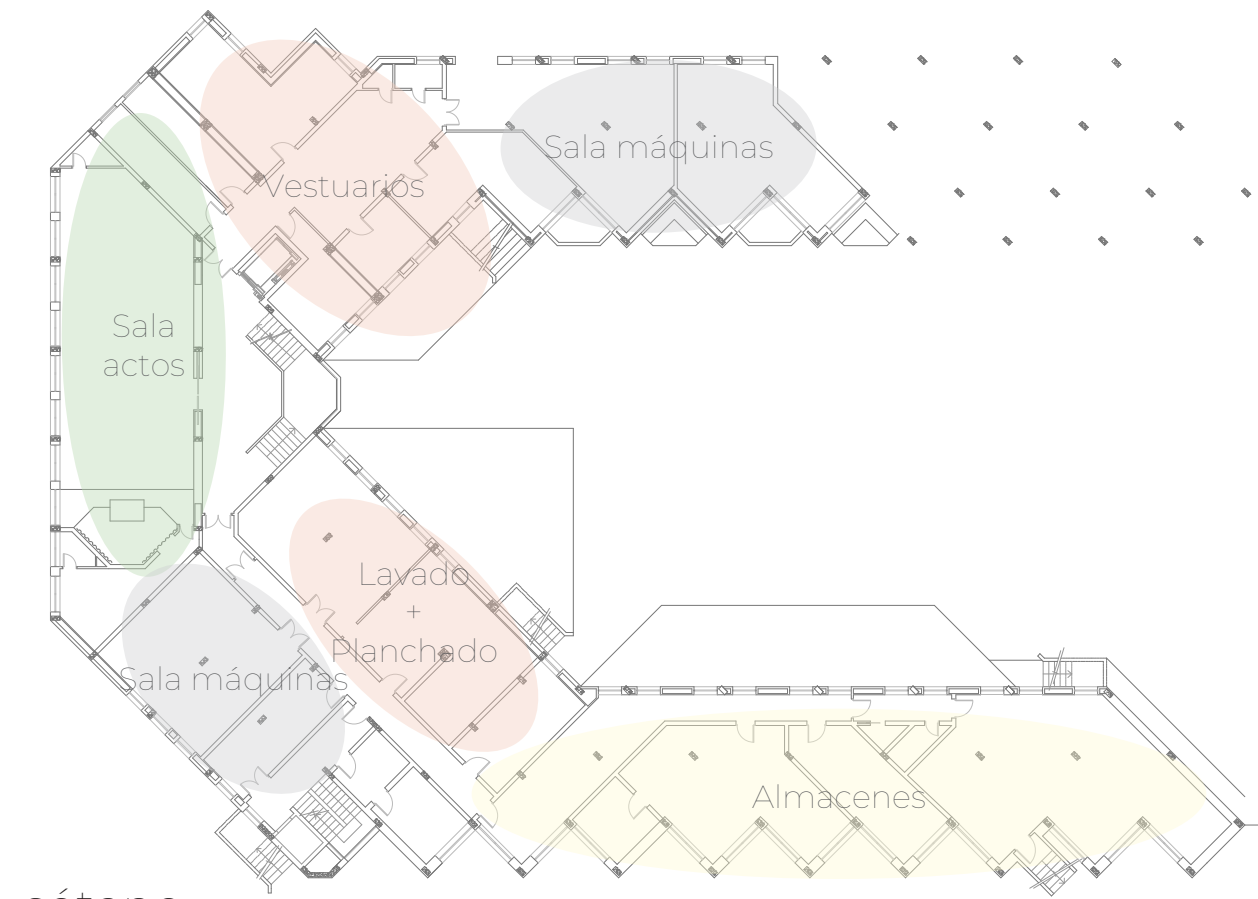 Sala máquinas
Vestuarios
Sala
actos
Lavado
+
Planchado
Sala máquinas
Almacenes